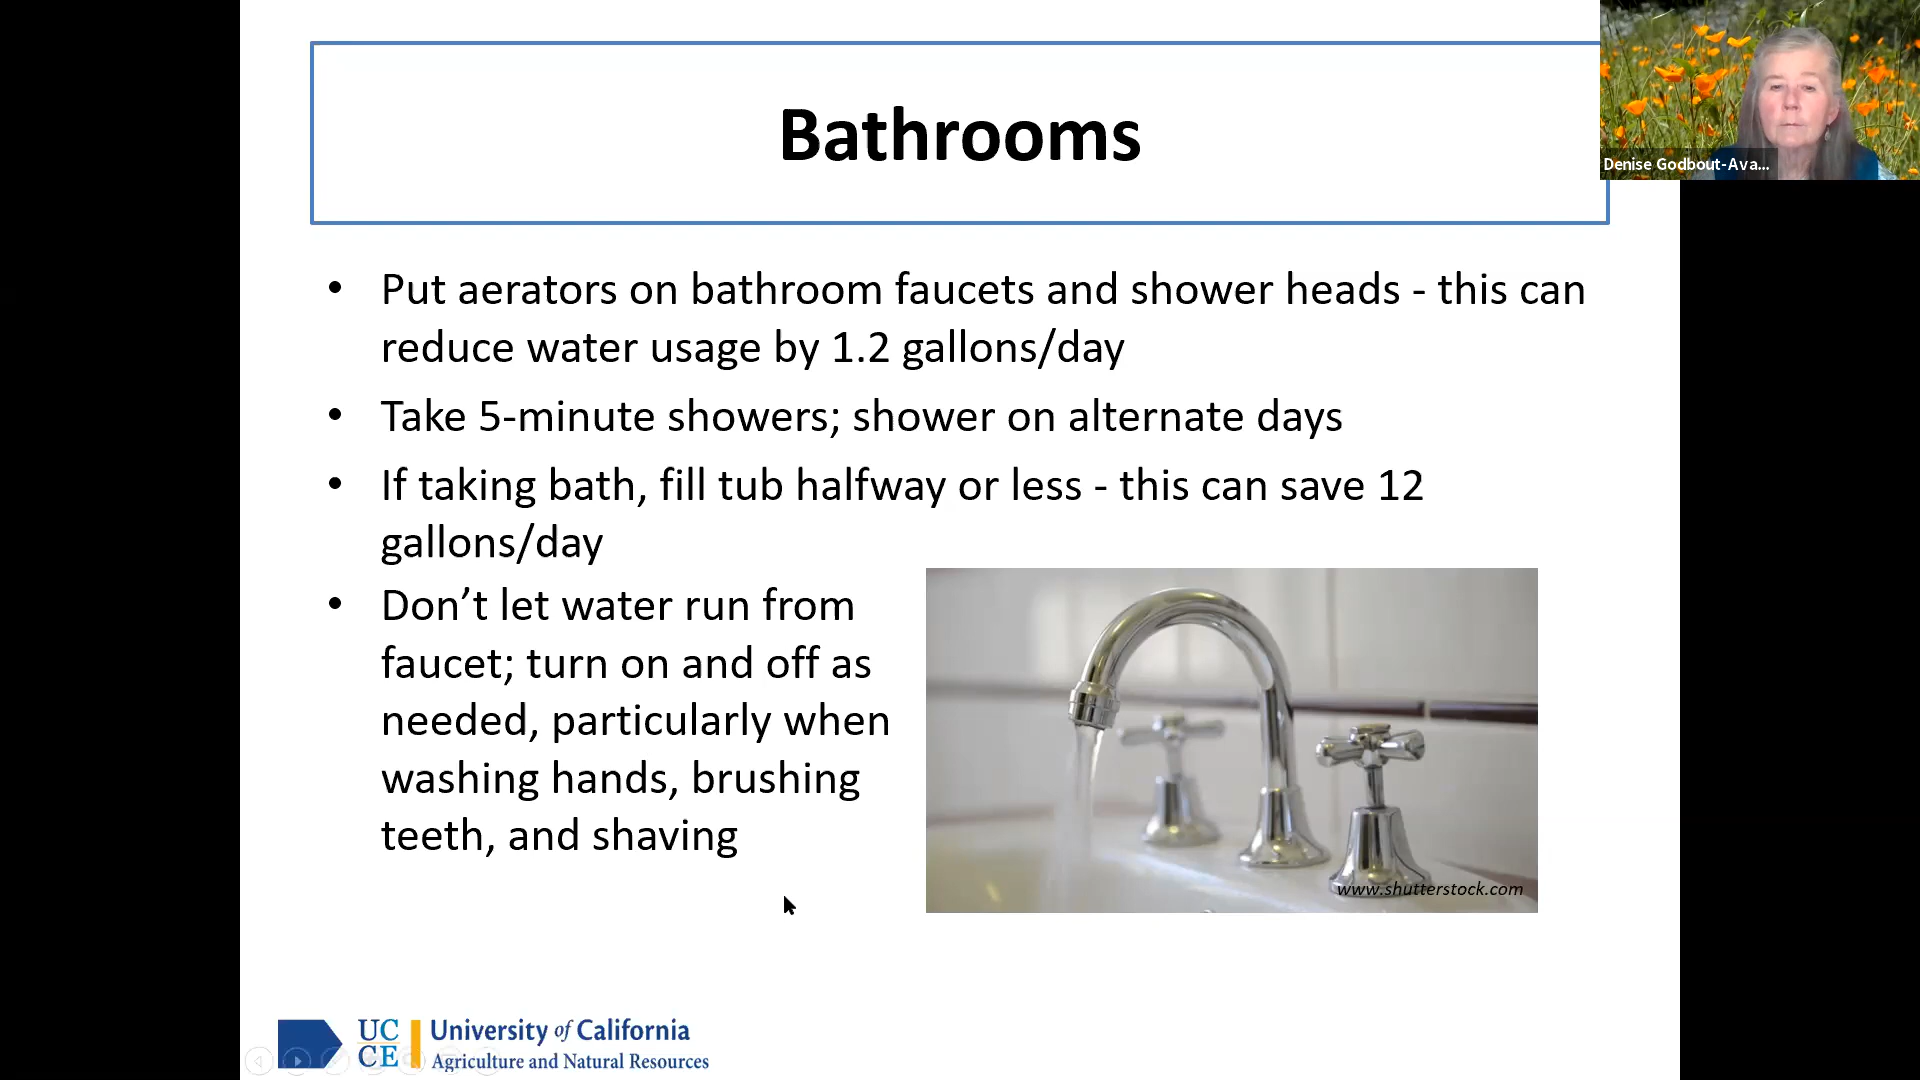 Bathrooms
Denise Godbout-Ava...
• Put aerators on bathroom faucets and shower heads - this can
reduce water usage by 1.2 gallons/day
• Take 5-minute showers; shower on alternate days
• If taking bath, fill tub halfway or less - this can save 12
gallons/day
• Don’t let water run from
faucet; turn on and off as
needed, particularly when
washing hands, brushing
teeth, and shaving
www.shutterstock.com
UC
CE
University of California
Agriculture and Natural Resources